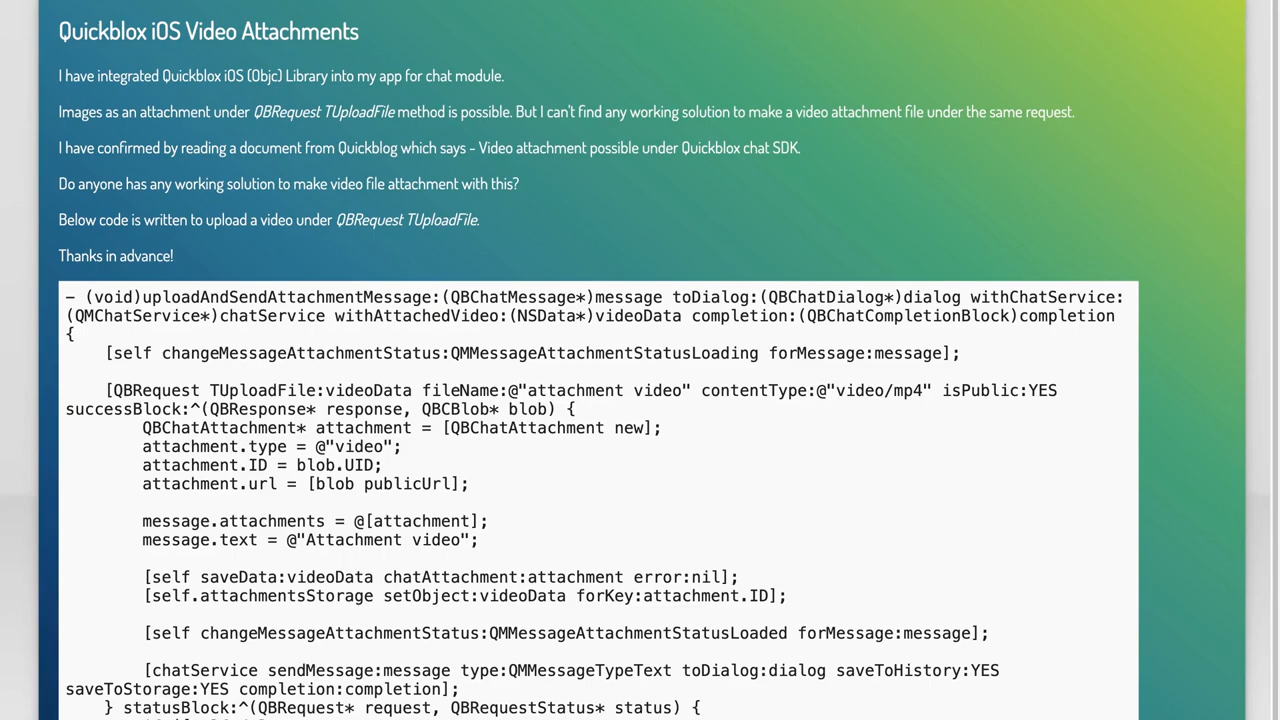 Quickblox iOS Video Attachments
I have integrated Quickblox iOS (Objc) Library into my app for chat module.
Images as an attachment under QBRequest TUploadFile method is possible. But I can't find any working solution to make a video attachment file under the same request.
I have confirmed by reading a document from Quickblog which says - Video attachment possible under Quickblox chat SDK.
Do anyone has any working solution to make video file attachment with this?
Below code is written to upload a video under QBRequest TUploadFile.
Thanks in advance!
- (void)uploadAndSendAttachmentMessage:(QBChatMessage*)message toDialog:(QBChatDialog*)dialog withChatService:
(QMChatService*)chatService withAttachedVideo:(NSData*)videoData completion:(QBChatCompletionBlock)completion
{
[self changeMessageAttachmentStatus:QMMessageAttachmentStatusLoading forMessage:message];
[QBRequest TUploadFile:videoData fileName:@"attachment video" contentType:@"video/mp4" isPublic:YES
successBlock:^(QBResponse* response, QBCBlob* blob) {
QBChatAttachment* attachment = [QBChatAttachment new];
attachment.type = @"video";
attachment.ID = blob.UID;
attachment.url = [blob publicUrl];
message.attachments = @[attachment];
message.text = @"Attachment video";
[self saveData:videoData chatAttachment:attachment error:nil];
[self.attachmentsStorage setObject:videoData forKey:attachment.ID];
[self changeMessageAttachmentStatus:QMMessageAttachmentStatusLoaded forMessage:message];
[chatService sendMessage:message type:QMMessageTypeText toDialog:dialog saveToHistory:YES
saveToStorage:YES completion:completion];
} statusBlock:^(QBRequest* request, QBRequestStatus* status) {